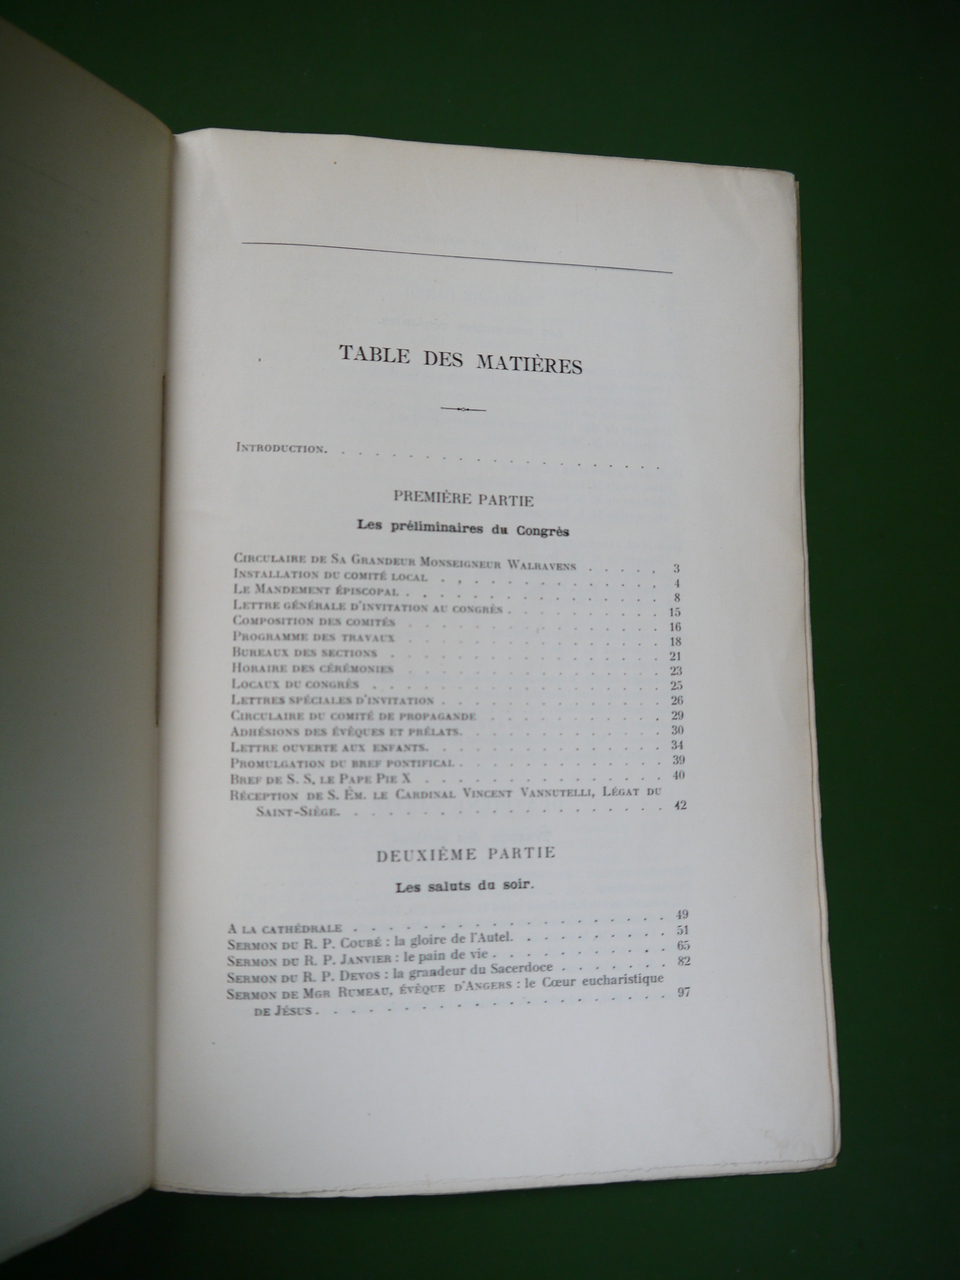 TABLE DES MATIÈRES
INTRODUCTION. . . . . . . . . . . . . . . . . . . . .
PREMIÈRE PARTIE
Les préliminaires du Congrès
CIRCULAIRE DE SA GRANDEUR MONSEIGNEUR WALRAVENS . . . . . 3
INSTALLATION DU COMITÉ LOCAL . . . . . . . . . . . 4
LE MANDEMENT ÉPISCOPAL . . . . . . . . . . . . . 8
LETTRE GÉNÉRALE D'INVITATION AU CONGRÈS . . . . . . . . 15
COMPOSITION DES COMITÉS . . . . . . . . . . . . 16
PROGRAMME DES TRAVAUX . . . . . . . . . . . . 18
BUREAUX DES SECTIONS . . . . . . . . . . . . . 21
HORAIRE DES CÉRÉMONIES . . . . . . . . . . . . 23
LOCAUX DU CONGRÈS . . . . . . . . . . . . . . 25
LETTRES SPÉCIALES D'INVITATION . . . . . . . . . . 26
CIRCULAIRE DU COMITÉ DE PROPAGANDE . . . . . . . . 29
ADHÉSIONS DES ÉVÊQUES ET PRÉLATS. . . . . . . . . . 30
LETTRE OUVERTE AUX ENFANTS. . . . . . . . . . . . 34
PROMULGATION DU BREF PONTIFICAL . . . . . . . . . . 39
BREF DE S. S. LE PAPE PIE X . . . . . . . . . . . 40
RÉCEPTION DE S. ÉM. LE CARDINAL VINCENT VANNUTELLI, LÉGAT DU
SAINT-SIÈGE. . . . . . . . . . . . . . . . 42
DEUXIÈME PARTIE
Les saluts du soir.
A LA CATHÉDRALE . . . . . . . . . . . . . . . 49
SERMON DU R. P. COUBÉ : la gloire de l'Autel. . . . . . . . 51
SERMON DU R. P. JANVIER : le pain de vie . . . . . . . . . 65
SERMON DU R. P. DEVOS : la grandeur du Sacerdoce . . . . . . 82
SERMON DE MGR RUMEAU, ÉVÊQUE D'ANGERS : le Cœur eucharistique
DE JÉSUS . . . . . . . . . . . . . . . . . . 97